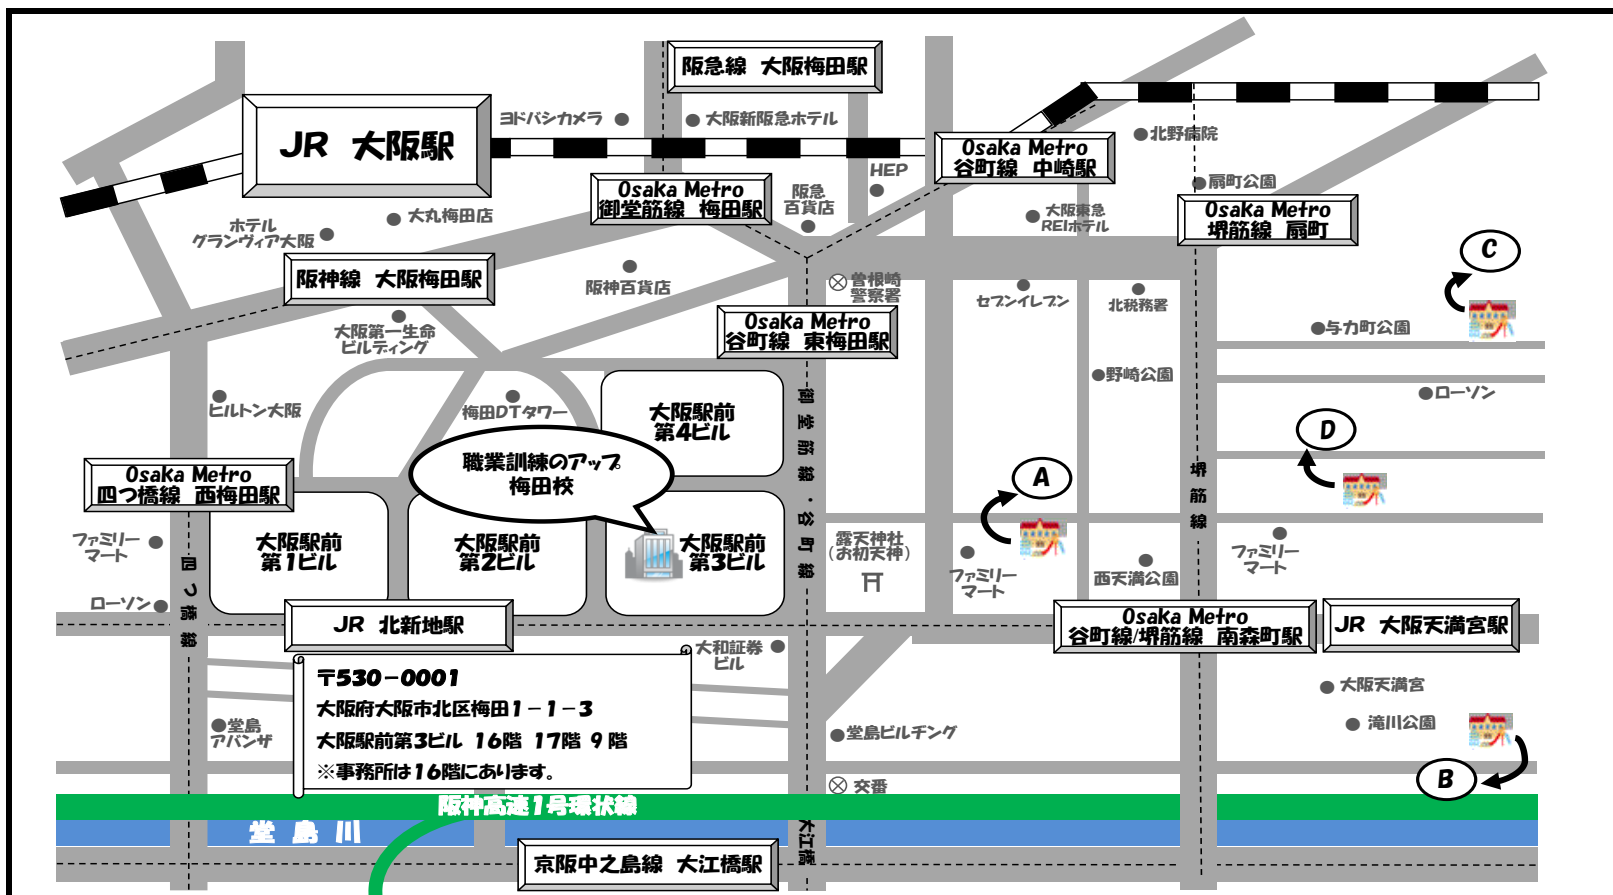 阪急線 大阪梅田駅
JR 大阪駅
ヨドバシカメラ
大阪新阪急ホテル
Osaka Metro
谷町線 中崎駅
北野病院
HEP
扇町公園
Osaka Metro
御堂筋線 梅田駅
阪急
百貨店
大丸梅田店
ホテル
グランヴィア大阪
大阪東急
REIホテル
Osaka Metro
堺筋線 扇町
C
阪神線 大阪梅田駅
阪神百貨店
曽根崎
警察署
セブンイレブン
北税務署
与力町公園
大阪第一生命
ビルディング
Osaka Metro
谷町線 東梅田駅
野崎公園
ローソン
ヒルトン大阪
梅田DTタワー
大阪駅前
第4ビル
御堂筋線・谷町線
D
職業訓練のアップ
梅田校
Osaka Metro
四つ橋線 西梅田駅
A
堺筋線
ファミリー
マート
大阪駅前
第1ビル
大阪駅前
第2ビル
大阪駅前
第3ビル
露天神社
(お初天神)
ファミリー
マート
西天満公園
ファミリー
マート
四つ橋線
ローソン
JR 北新地駅
Osaka Metro
谷町線/堺筋線 南森町駅
JR 大阪天満宮駅
大和証券
ビル
〒530-0001
大阪府大阪市北区梅田1-1-3
大阪駅前第3ビル 16階 17階 9階
※事務所は16階にあります。
大阪天満宮
滝川公園
堂島
アバンザ
堂島ビルヂング
B
交番
阪神高速1号環状線
堂島川
大江橋
京阪中之島線 大江橋駅